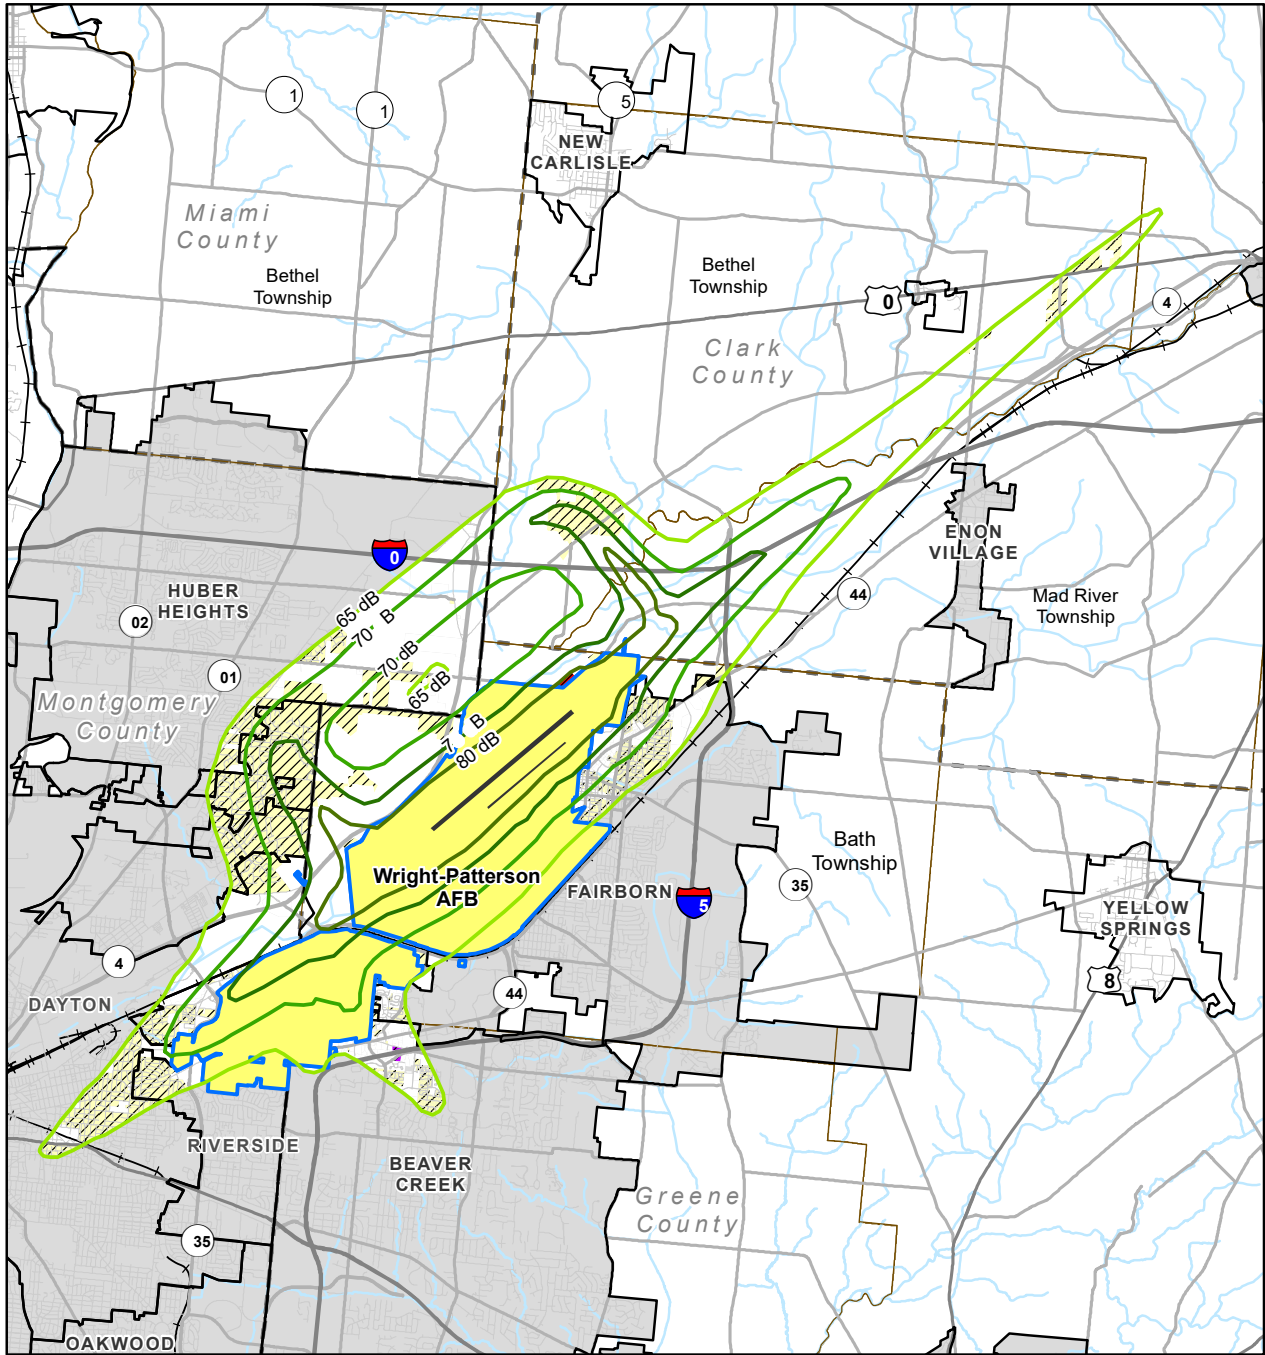 1
1
5
NEW
CARLISLE
Miami
County
Bethel
Township
Bethel
Township
0
4
Clark
County
ENON
VILLAGE
0
HUBER
HEIGHTS
02
65 dB
70 B
44
Mad River
Township
70 dB
65 dB
01
Montgomery
County
7 B
80 dB
Bath
Township
Wright-Patterson
AFB
FAIRBORN
35
5
YELLOW
SPRINGS
4
8
44
DAYTON
RIVERSIDE
BEAVER
CREEK
Greene
County
35
OAKWOOD